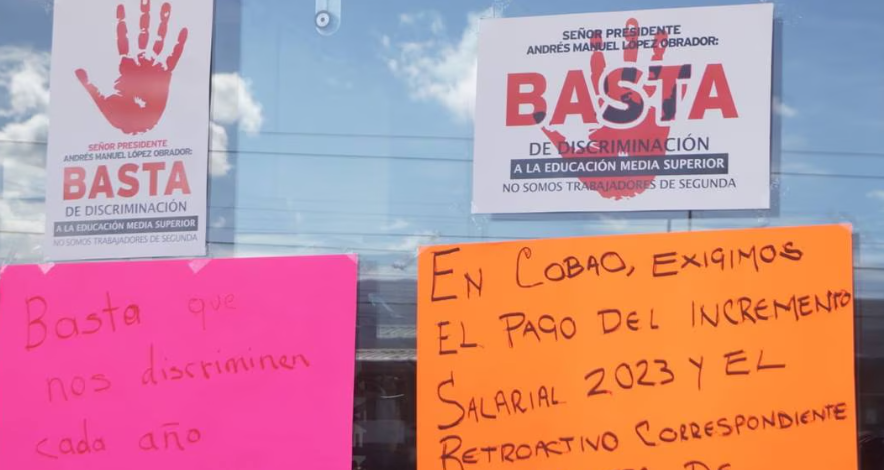 SEÑOR PRESIDENTE
ANDRÉS MANUEL LÓPEZ OBRADOR:
BASTA
DE DISCRIMINACIÓN
A LA EDUCACIÓN MEDIA SUPERIOR
NO SOMOS TRABAJADORES DE SEGUNDA
SEÑOR PRESIDENTE
ANDRÉS MANUEL LÓPEZ OBRADOR:
BASTA
DE DISCRIMINACIÓN
A LA EDUCACIÓN MEDIA SUPERIOR
NO SOMOS TRABAJADORES DE SEGUNDA
Basta que
nos discriminen
cada año
EN COBAO, EXIGIMOS
EL PAGO DEL INCREMENTO
SALARIAL 2023 Y EL
RETROACTIVO CORRESPONDIENTE
DE